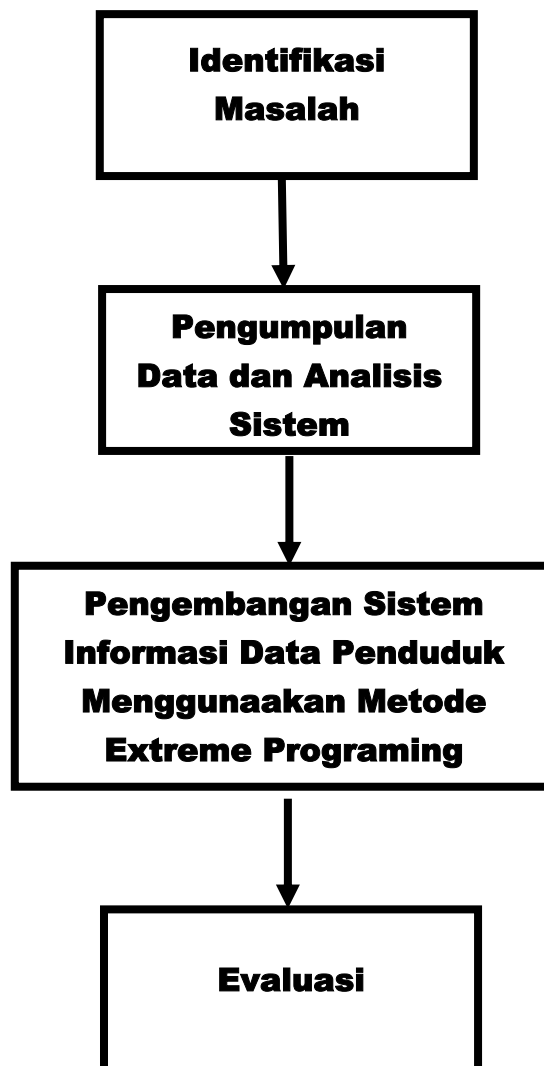 Identifikasi
Masalah
Pengumpulan
Data dan Analisis
Sistem
Pengembangan Sistem
Informasi Data Penduduk
Menggunaakan Metode
Extreme Programing
Evaluasi